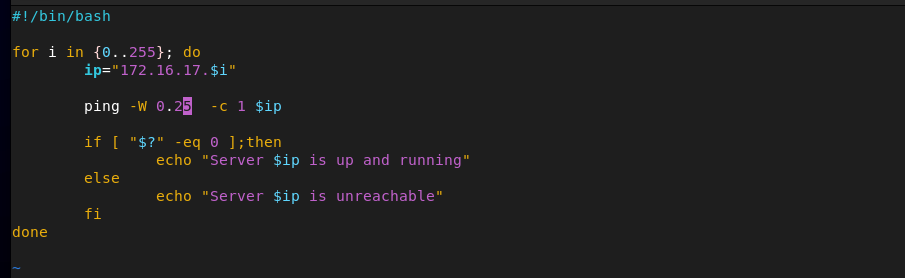 #!/bin/bash

for i in {0..255}; do
        ip="172.16.17.$i"

        ping -W 0.25  -c 1 $ip

        if [ "$?" -eq 0 ];then
                echo "Server $ip is up and running"
        else
                echo "Server $ip is unreachable"
        fi
done

~